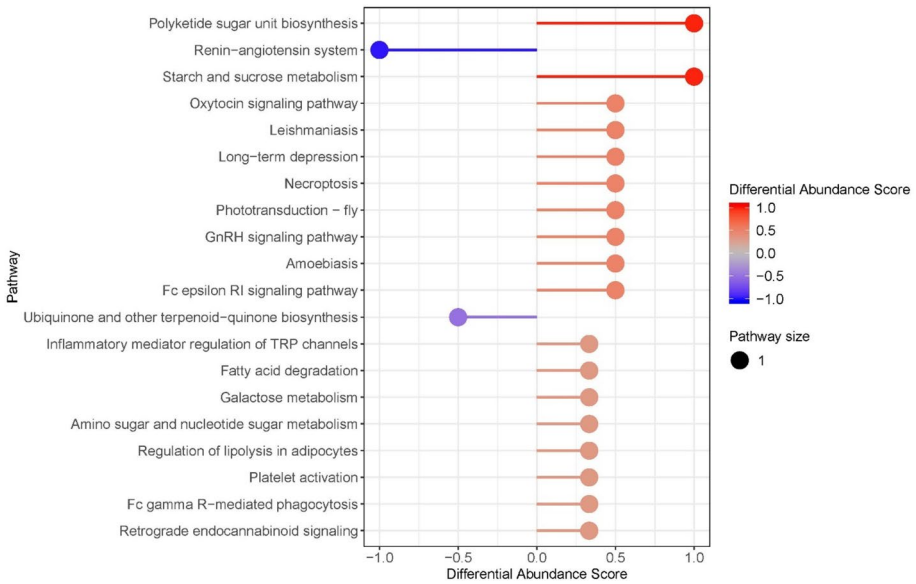 Polyketide sugar unit biosynthesis
Renin−angiotensin system
Starch and sucrose metabolism
Oxytocin signaling pathway
Leishmaniasis
Long−term depression
Necroptosis
Phototransduction − fly
GnRH signaling pathway
Amoebiasis
Fc epsilon RI signaling pathway
Ubiquinone and other terpenoid−quinone biosynthesis
Inflammatory mediator regulation of TRP channels
Fatty acid degradation
Galactose metabolism
Amino sugar and nucleotide sugar metabolism
Regulation of lipolysis in adipocytes
Platelet activation
Fc gamma R−mediated phagocytosis
Retrograde endocannabinoid signaling
Pathway
−1.0 −0.5 0.0 0.5 1.0
Differential Abundance Score
Differential Abundance Score
1.0
0.5
0.0
−0.5
−1.0
Pathway size
1